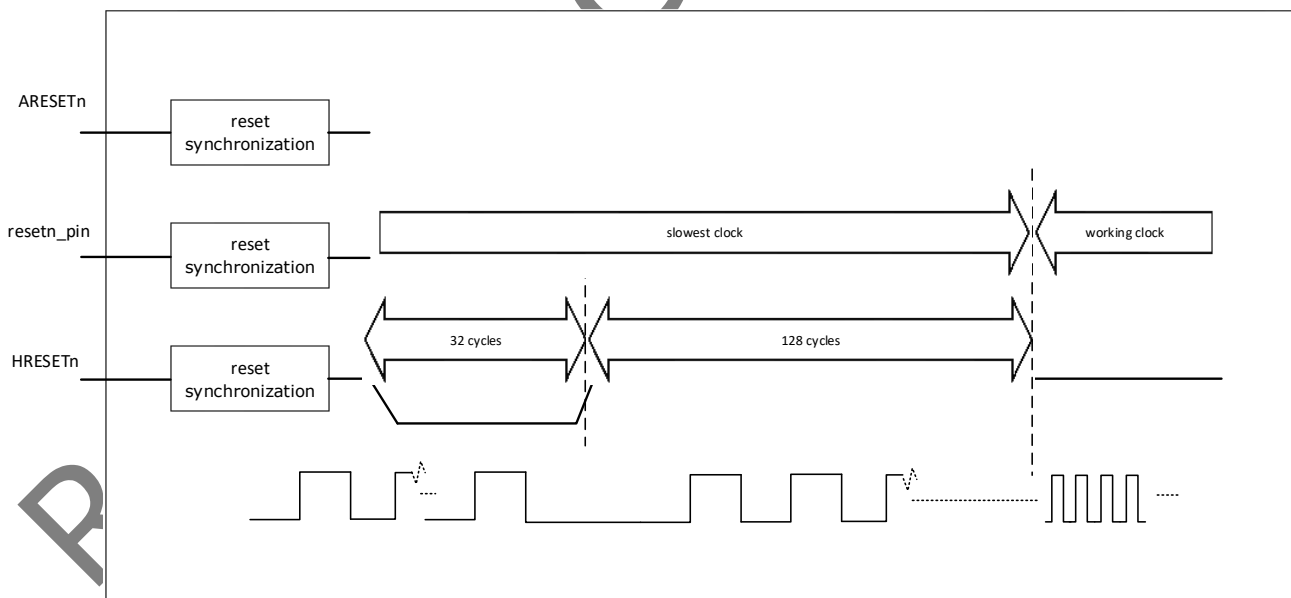 ARESETn
reset
synchronization
resetn_pin
reset
synchronization
slowest clock
working clock
HRESETn
reset
synchronization
32 cycles
128 cycles